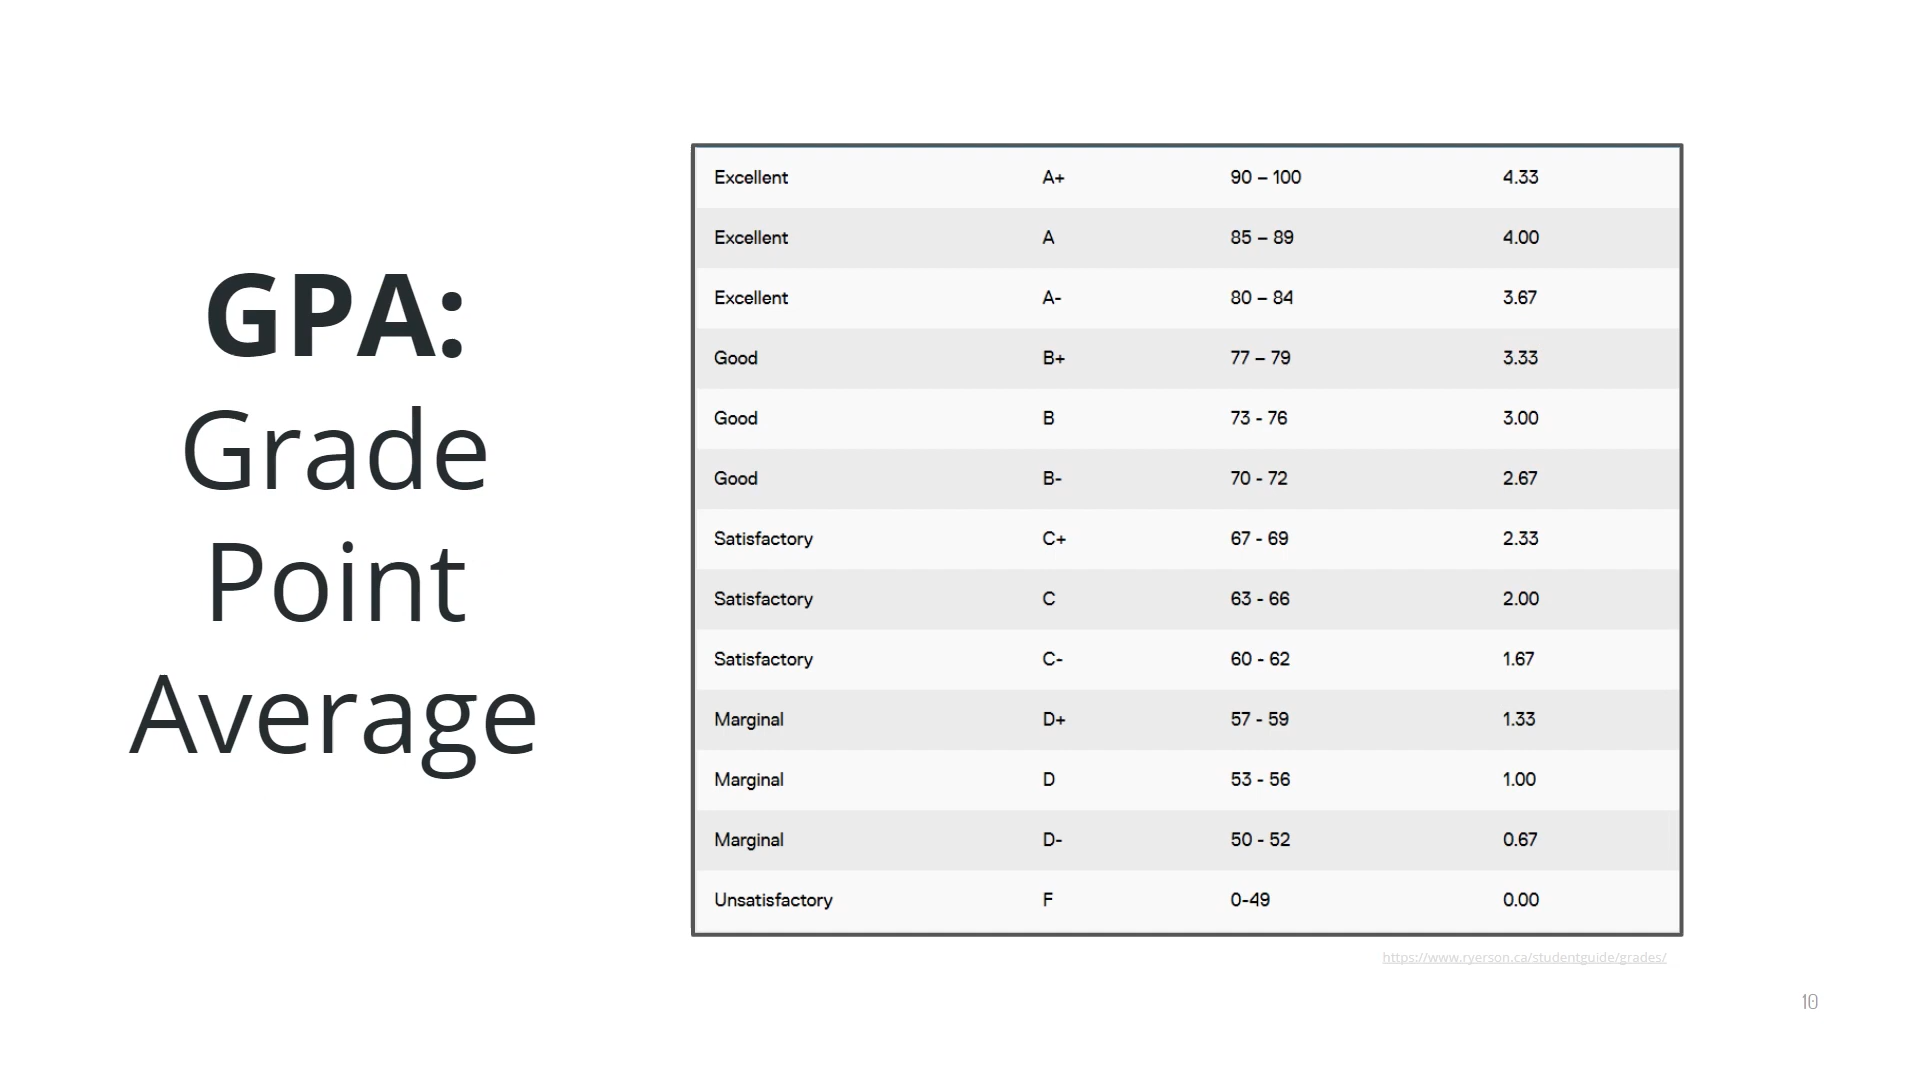 GPA:
Grade
Point
Average
Excellent A+ 90 – 100 4.33
Excellent A 85 – 89 4.00
Excellent A- 80 – 84 3.67
Good B+ 77 – 79 3.33
Good B 73 - 76 3.00
Good B- 70 - 72 2.67
Satisfactory C+ 67 - 69 2.33
Satisfactory C 63 - 66 2.00
Satisfactory C- 60 - 62 1.67
Marginal D+ 57 - 59 1.33
Marginal D 53 - 56 1.00
Marginal D- 50 - 52 0.67
Unsatisfactory F 0-49 0.00
https://www.ryerson.ca/studentguide/grades/
10